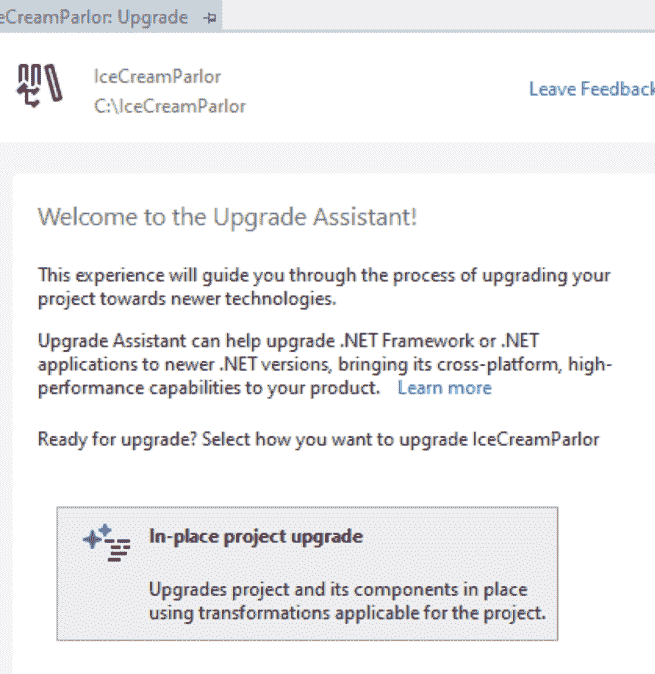 eCreamParlor: Upgrade
IceCreamParlor
C:\IceCreamParlor
Leave Feedback
Welcome to the Upgrade Assistant!
This experience will guide you through the process of upgrading your
project towards newer technologies.
Upgrade Assistant can help upgrade .NET Framework or .NET
applications to newer .NET versions, bringing its cross-platform, high-
performance capabilities to your product. Learn more
Ready for upgrade? Select how you want to upgrade IceCreamParlor
In-place project upgrade
Upgrades project and its components in place
using transformations applicable for the project.